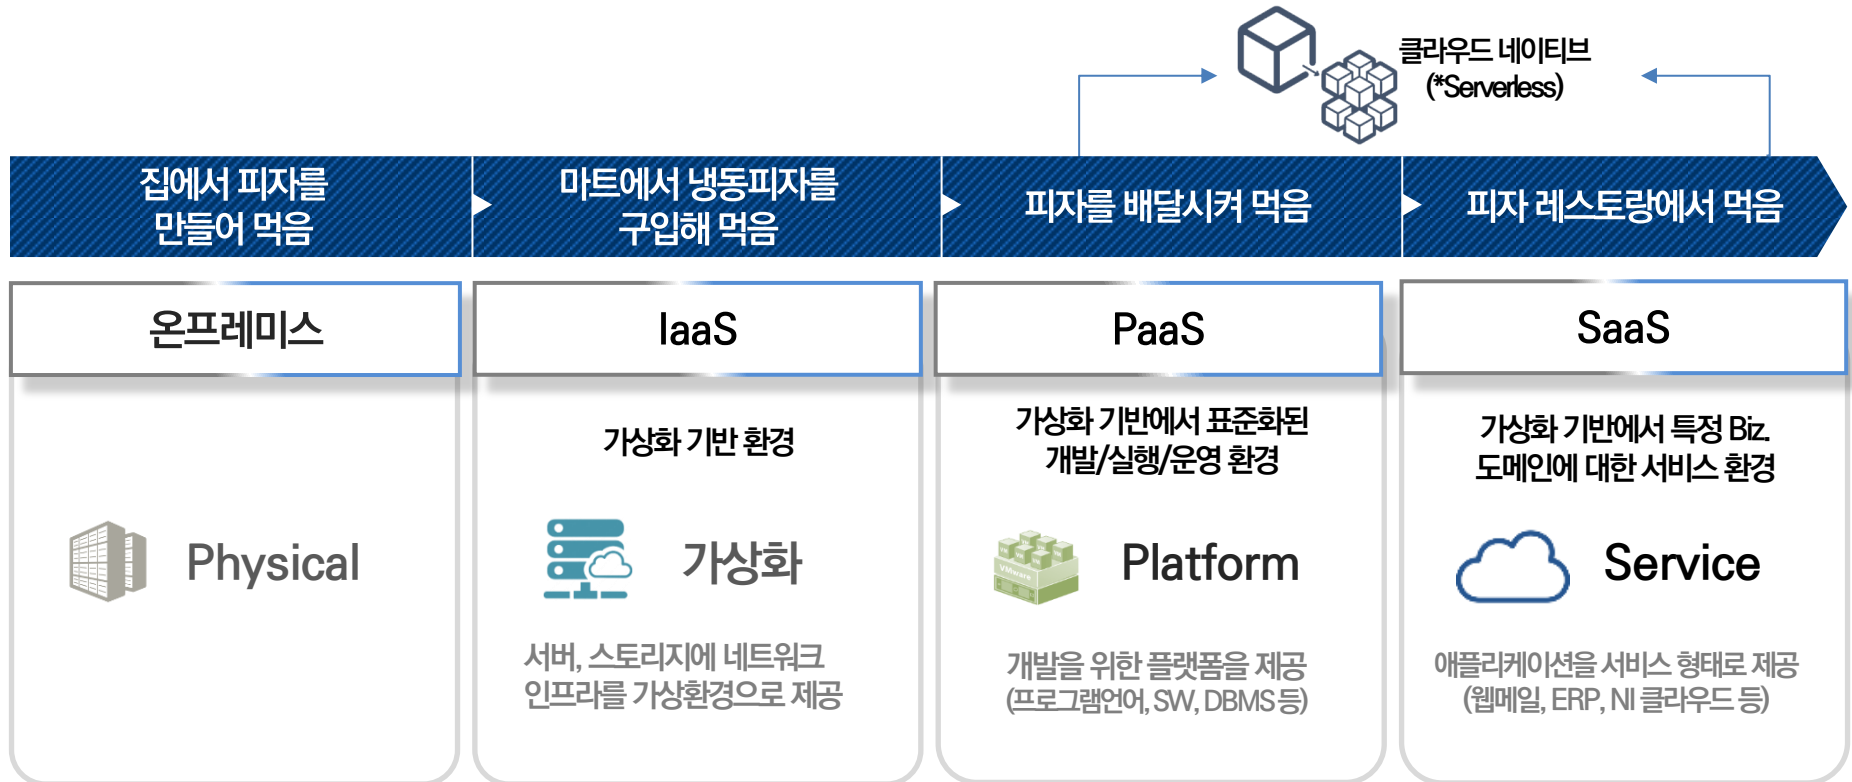 클라우드 네이티브
(*Serverless)
집에서 피자를
만들어 먹음
마트에서 냉동피자를
구입해 먹음
피자를 배달시켜 먹음
피자 레스토랑에서 먹음
온프레미스
IaaS
PaaS
SaaS
가상화 기반 환경
가상화 기반에서 표준화된
개발/실행/운영 환경
가상화 기반에서 특정 Biz.
도메인에 대한 서비스 환경
Physical
가상화
VMware
Platform
Service
서버, 스토리지에 네트워크
인프라를 가상환경으로 제공
개발을 위한 플랫폼을 제공
(프로그램언어, SW, DBMS 등)
애플리케이션을 서비스 형태로 제공
(웹메일, ERP, NI 클라우드 등)